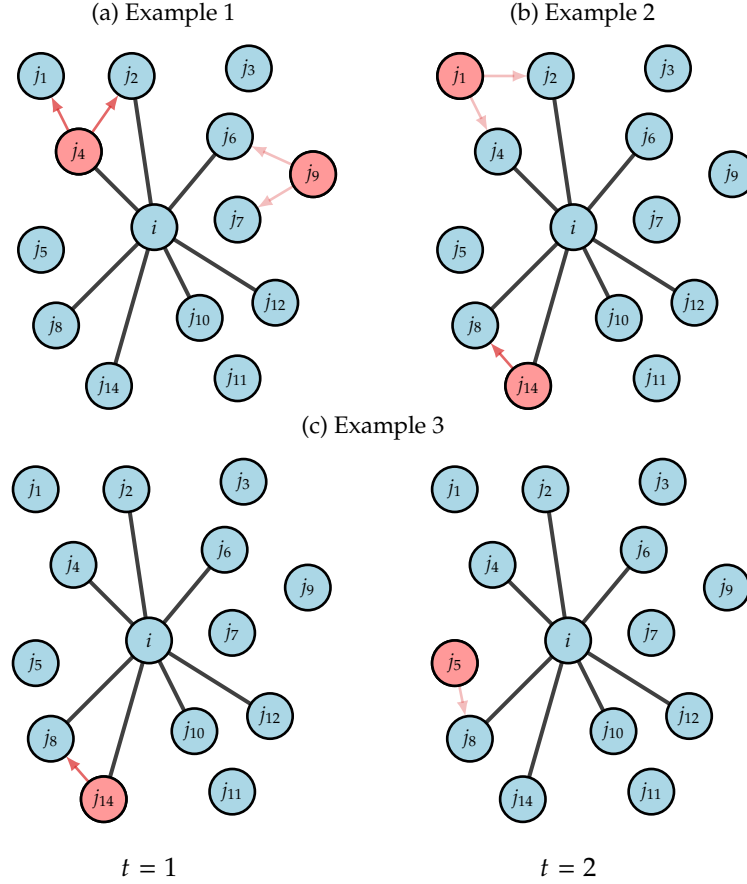 (a) Example 1
(b) Example 2
j₁ j₂ j₃
j₄ j₆ j₉
j₇
i
j₅
j₈ j₁₀ j₁₂
j₁₄ j₁₁
j₁ j₂ j₃
j₄ j₆ j₉
j₇
i
j₅
j₈ j₁₀ j₁₂
j₁₄ j₁₁
(c) Example 3
j₁ j₂ j₃
j₄ j₆ j₉
j₇
i
j₅
j₈ j₁₀ j₁₂
j₁₄ j₁₁
t = 1
j₁ j₂ j₃
j₄ j₆ j₉
j₇
i
j₅
j₈ j₁₀ j₁₂
j₁₄ j₁₁
t = 2